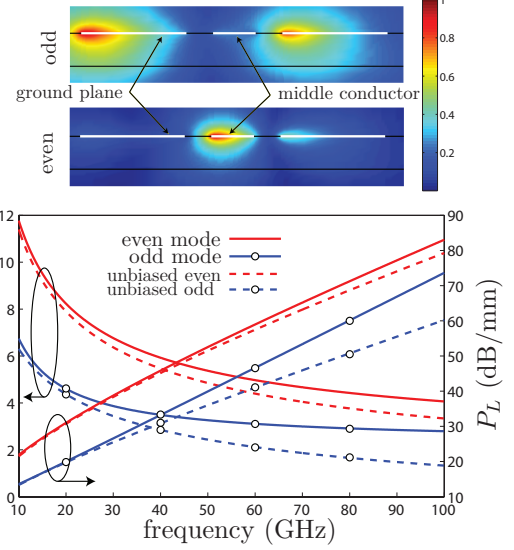 odd
ground plane
middle conductor
even
1
0.8
0.6
0.4
0.2
12
10
8
6
4
2
0
even mode
odd mode
unbiased even
unbiased odd
90
80
70
60
50
40
30
20
10
P_L (dB/mm)
10 20 30 40 50 60 70 80 90 100
frequency (GHz)